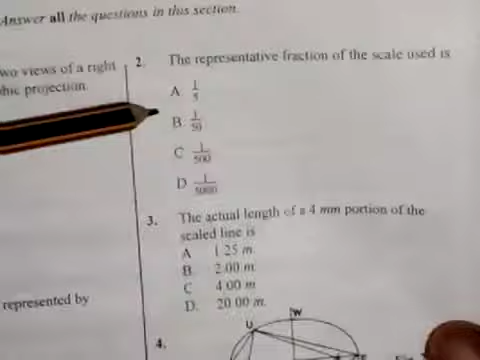 Answer all the questions in this section.
two views of a right
phic projection.
2. The representative fraction of the scale used is
A 1/5
B 1/50
C 1/500
D 1/5000
3. The actual length of a 4 mm portion of the
scaled line is
A 1.25 m
B. 2.00 m
C 4.00 m
D. 20.00 m.
represented by
4.
U
W